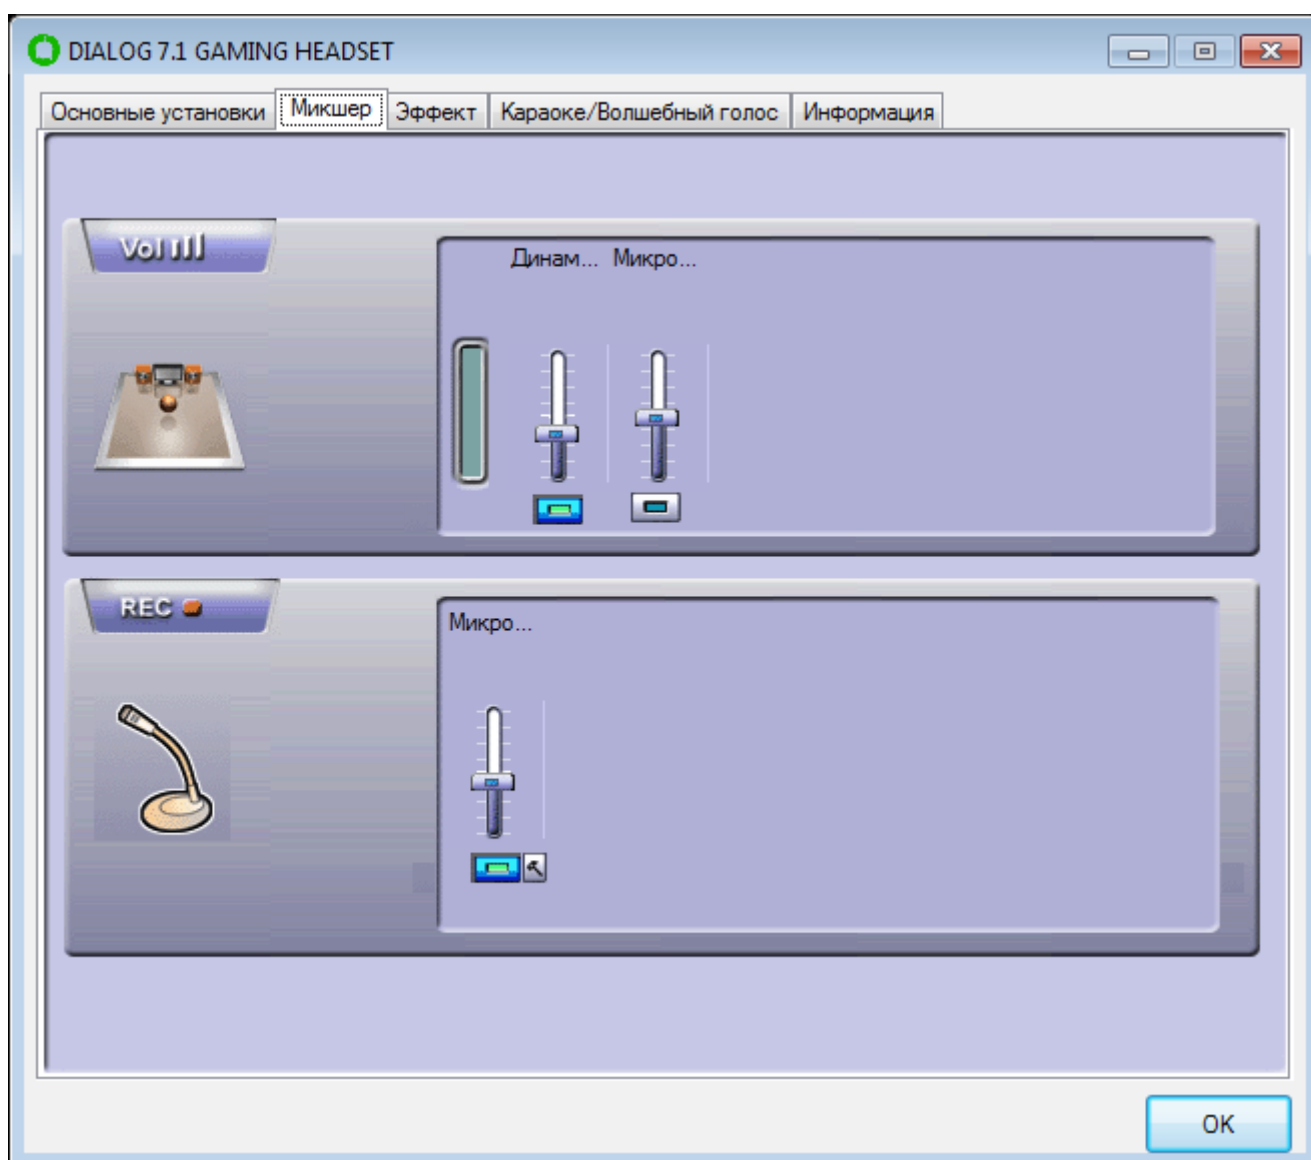 DIALOG 7.1 GAMING HEADSET
Основные установки Микшер Эффект Караоке/Волшебный голос Информация
Vol
Динам... Микро...
REC
Микро...
OK